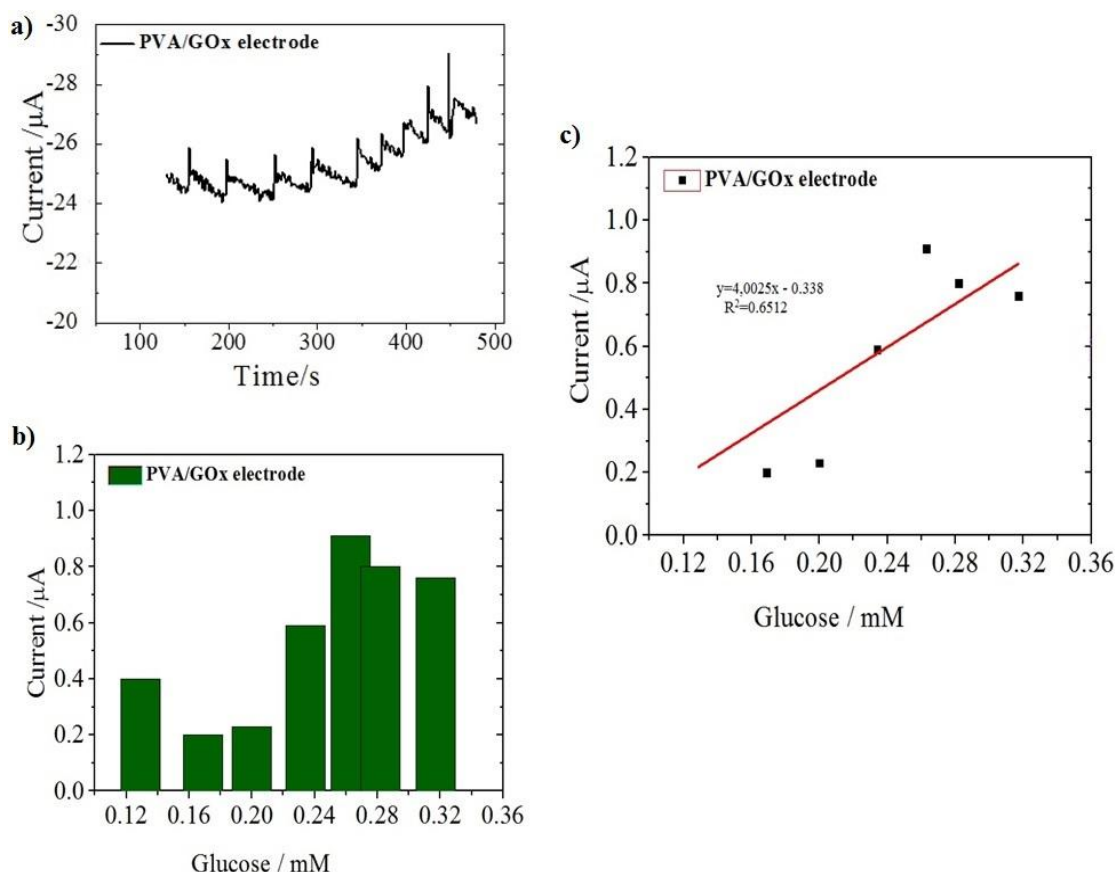 a)
PVA/GOx electrode
-30
-28
-26
-24
-22
-20
Current /μA
100 200 300 400 500
Time/s
b)
PVA/GOx electrode
1.2
1.0
0.8
0.6
0.4
0.2
0.0
Current /μA
0.12 0.16 0.20 0.24 0.28 0.32 0.36
Glucose / mM
c)
PVA/GOx electrode
1.2
1.0
0.8
0.6
0.4
0.2
0.0
Current /μA
y=4,0025x - 0.338
R²=0.6512
0.12 0.16 0.20 0.24 0.28 0.32 0.36
Glucose / mM